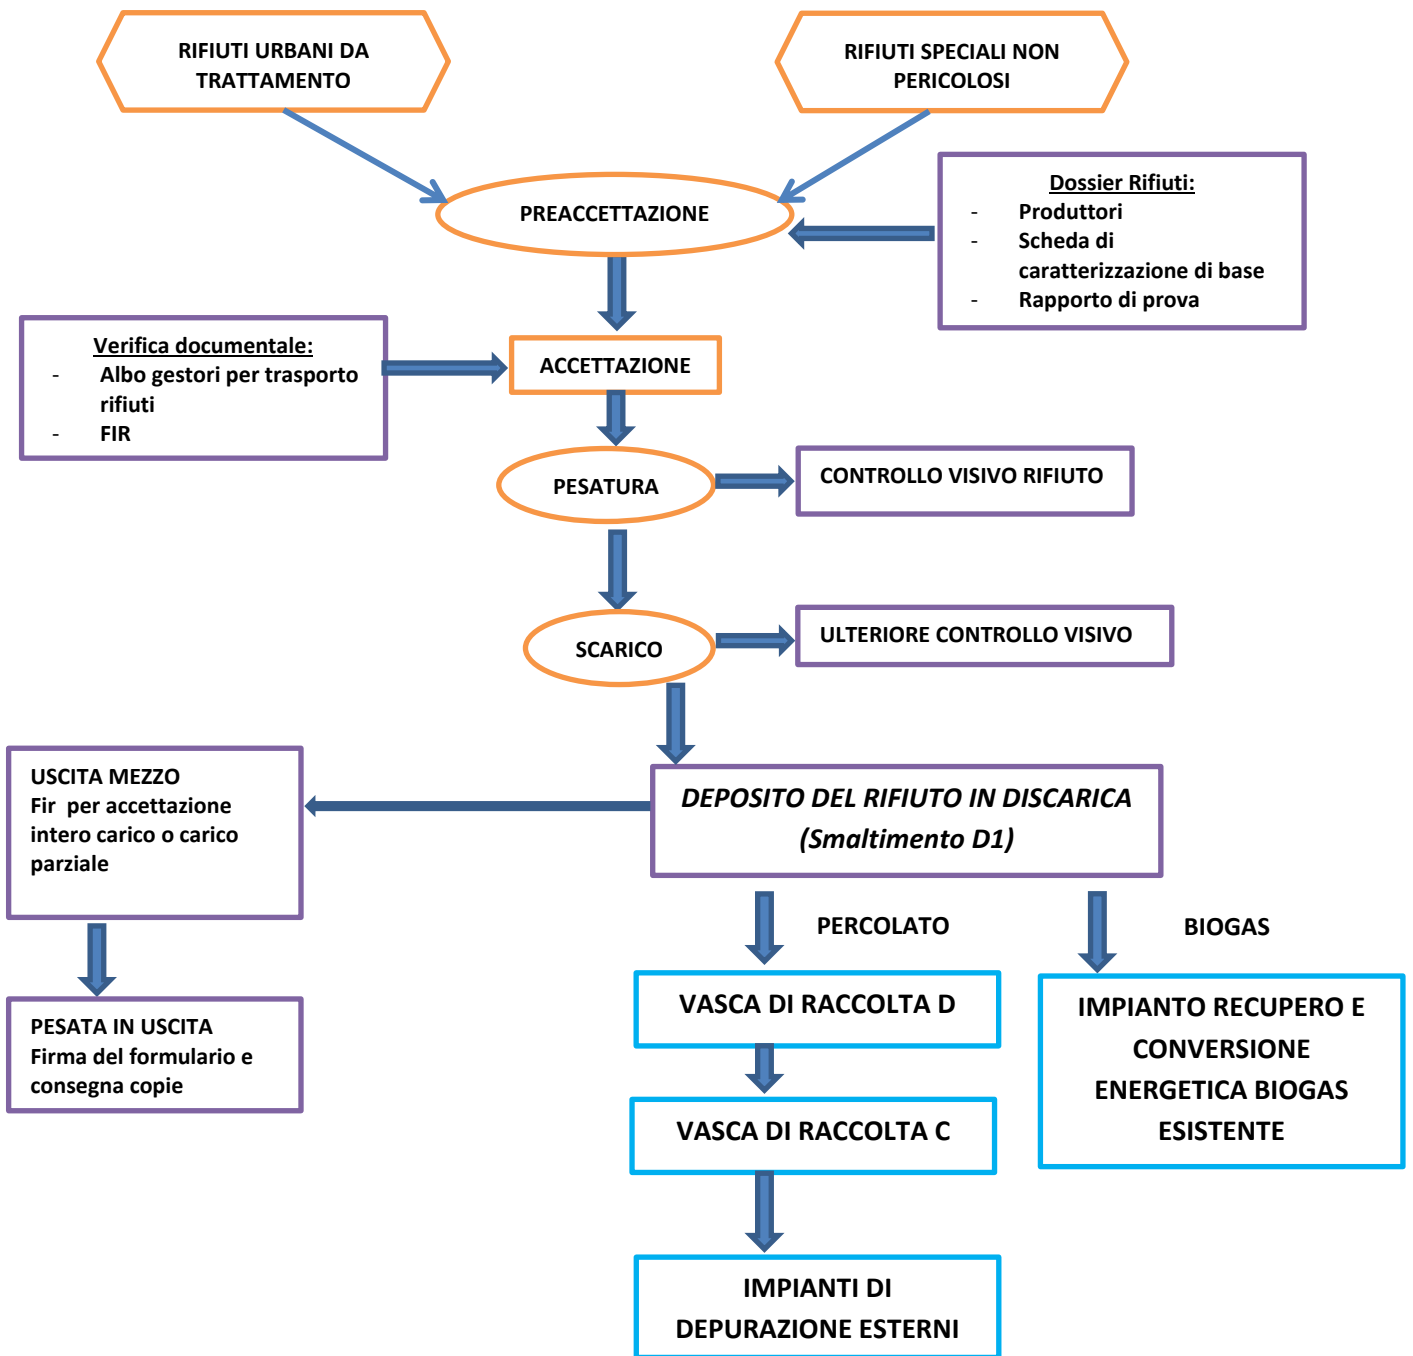 RIFIUTI URBANI DA
TRATTAMENTO
RIFIUTI SPECIALI NON
PERICOLOSI
PREACCETTAZIONE
Dossier Rifiuti:
- Produttori
- Scheda di
caratterizzazione di base
- Rapporto di prova
Verifica documentale:
- Albo gestori per trasporto
rifiuti
- FIR
ACCETTAZIONE
PESATURA
CONTROLLO VISIVO RIFIUTO
SCARICO
ULTERIORE CONTROLLO VISIVO
USCITA MEZZO
Fir per accettazione
intero carico o carico
parziale
DEPOSITO DEL RIFIUTO IN DISCARICA
(Smaltimento D1)
PERCOLATO
BIOGAS
PESATA IN USCITA
Firma del formulario e
consegna copie
VASCA DI RACCOLTA D
VASCA DI RACCOLTA C
IMPIANTO RECUPERO E
CONVERSIONE
ENERGETICA BIOGAS
ESISTENTE
IMPIANTI DI
DEPURAZIONE ESTERNI